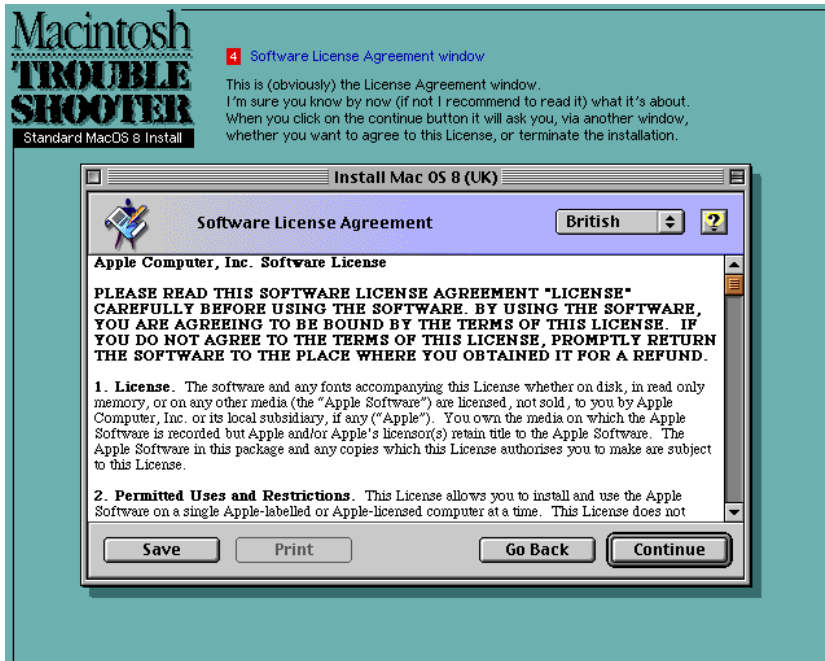 Macintosh
TROUBLE
SHOOTER
Standard MacOS 8 Install
4 Software License Agreement window
This is (obviously) the License Agreement window.
I'm sure you know by now (if not I recommend to read it) what it's about.
When you click on the continue button it will ask you, via another window,
whether you want to agree to this License, or terminate the installation.
Install Mac OS 8 (UK)
Software License Agreement
British
?
Apple Computer, Inc. Software License
PLEASE READ THIS SOFTWARE LICENSE AGREEMENT "LICENSE"
CAREFULLY BEFORE USING THE SOFTWARE. BY USING THE SOFTWARE,
YOU ARE AGREEING TO BE BOUND BY THE TERMS OF THIS LICENSE. IF
YOU DO NOT AGREE TO THE TERMS OF THIS LICENSE, PROMPTLY RETURN
THE SOFTWARE TO THE PLACE WHERE YOU OBTAINED IT FOR A REFUND.
1. License. The software and any fonts accompanying this License whether on disk, in read only
memory, or on any other media (the “Apple Software”) are licensed, not sold, to you by Apple
Computer, Inc. or its local subsidiary, if any (“Apple”). You own the media on which the Apple
Software is recorded but Apple and/or Apple's licensor(s) retain title to the Apple Software. The
Apple Software in this package and any copies which this License authorises you to make are subject
to this License.
2. Permitted Uses and Restrictions. This License allows you to install and use the Apple
Software on a single Apple-labelled or Apple-licensed computer at a time. This License does not
Save
Print
Go Back
Continue